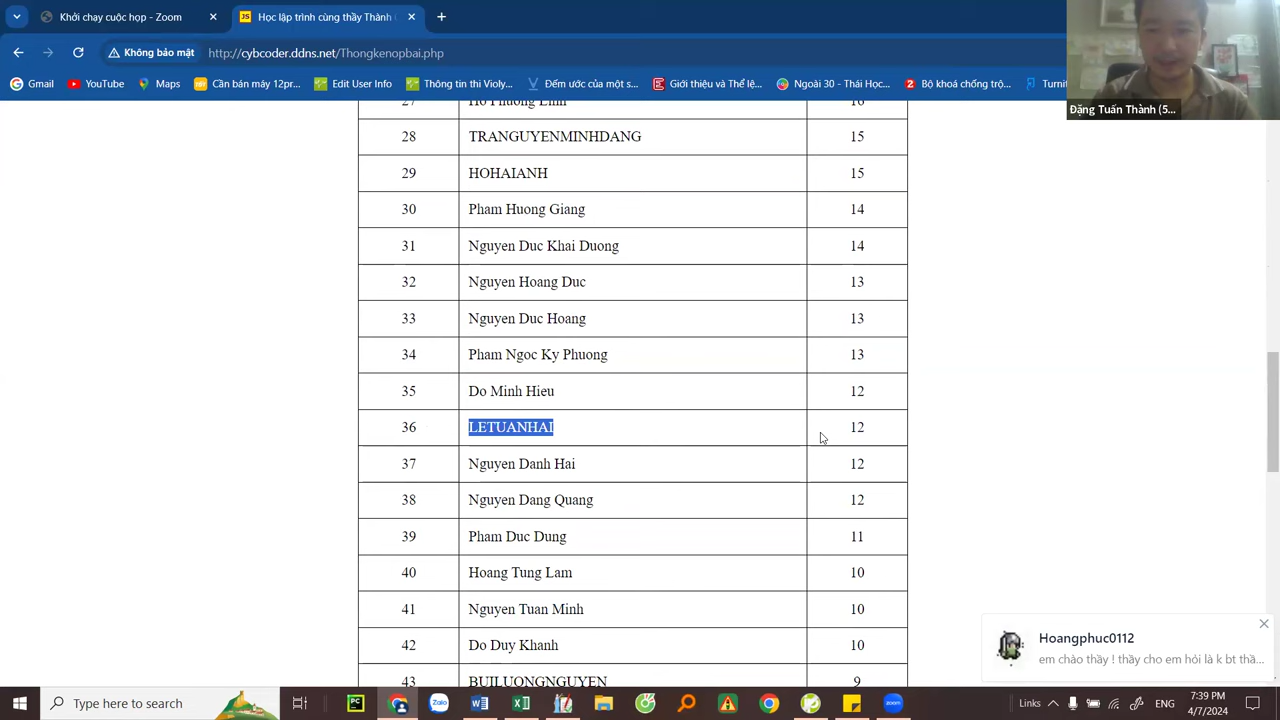 Khởi chạy cuộc họp - Zoom
Học lập trình cùng thầy Thành (
Không bảo mật
http://cybcoder.ddns.net/Thongkenopbai.php
Gmail
YouTube
Maps
Cần bán máy 12pr...
Edit User Info
Thông tin thi Violy...
Đếm ước của một s...
Giới thiệu và Thể lệ...
Ngoài 30 - Thái Học...
Bộ khoá chống trộ...
Turnit
Đặng Tuấn Thành (5...
27 Ho Phuong Linh 16
28 TRANGUYENMINHDANG 15
29 HOHAIANH 15
30 Pham Huong Giang 14
31 Nguyen Duc Khai Duong 14
32 Nguyen Hoang Duc 13
33 Nguyen Duc Hoang 13
34 Pham Ngoc Ky Phuong 13
35 Do Minh Hieu 12
36 LETUANHAI 12
37 Nguyen Danh Hai 12
38 Nguyen Dang Quang 12
39 Pham Duc Dung 11
40 Hoang Tung Lam 10
41 Nguyen Tuan Minh 10
42 Do Duy Khanh 10
43 BUILUONGNGUYEN 9
Hoangphuc0112
em chào thầy ! thầy cho em hỏi là k bt thầ...
Type here to search
Links
ENG
7:39 PM
4/7/2024